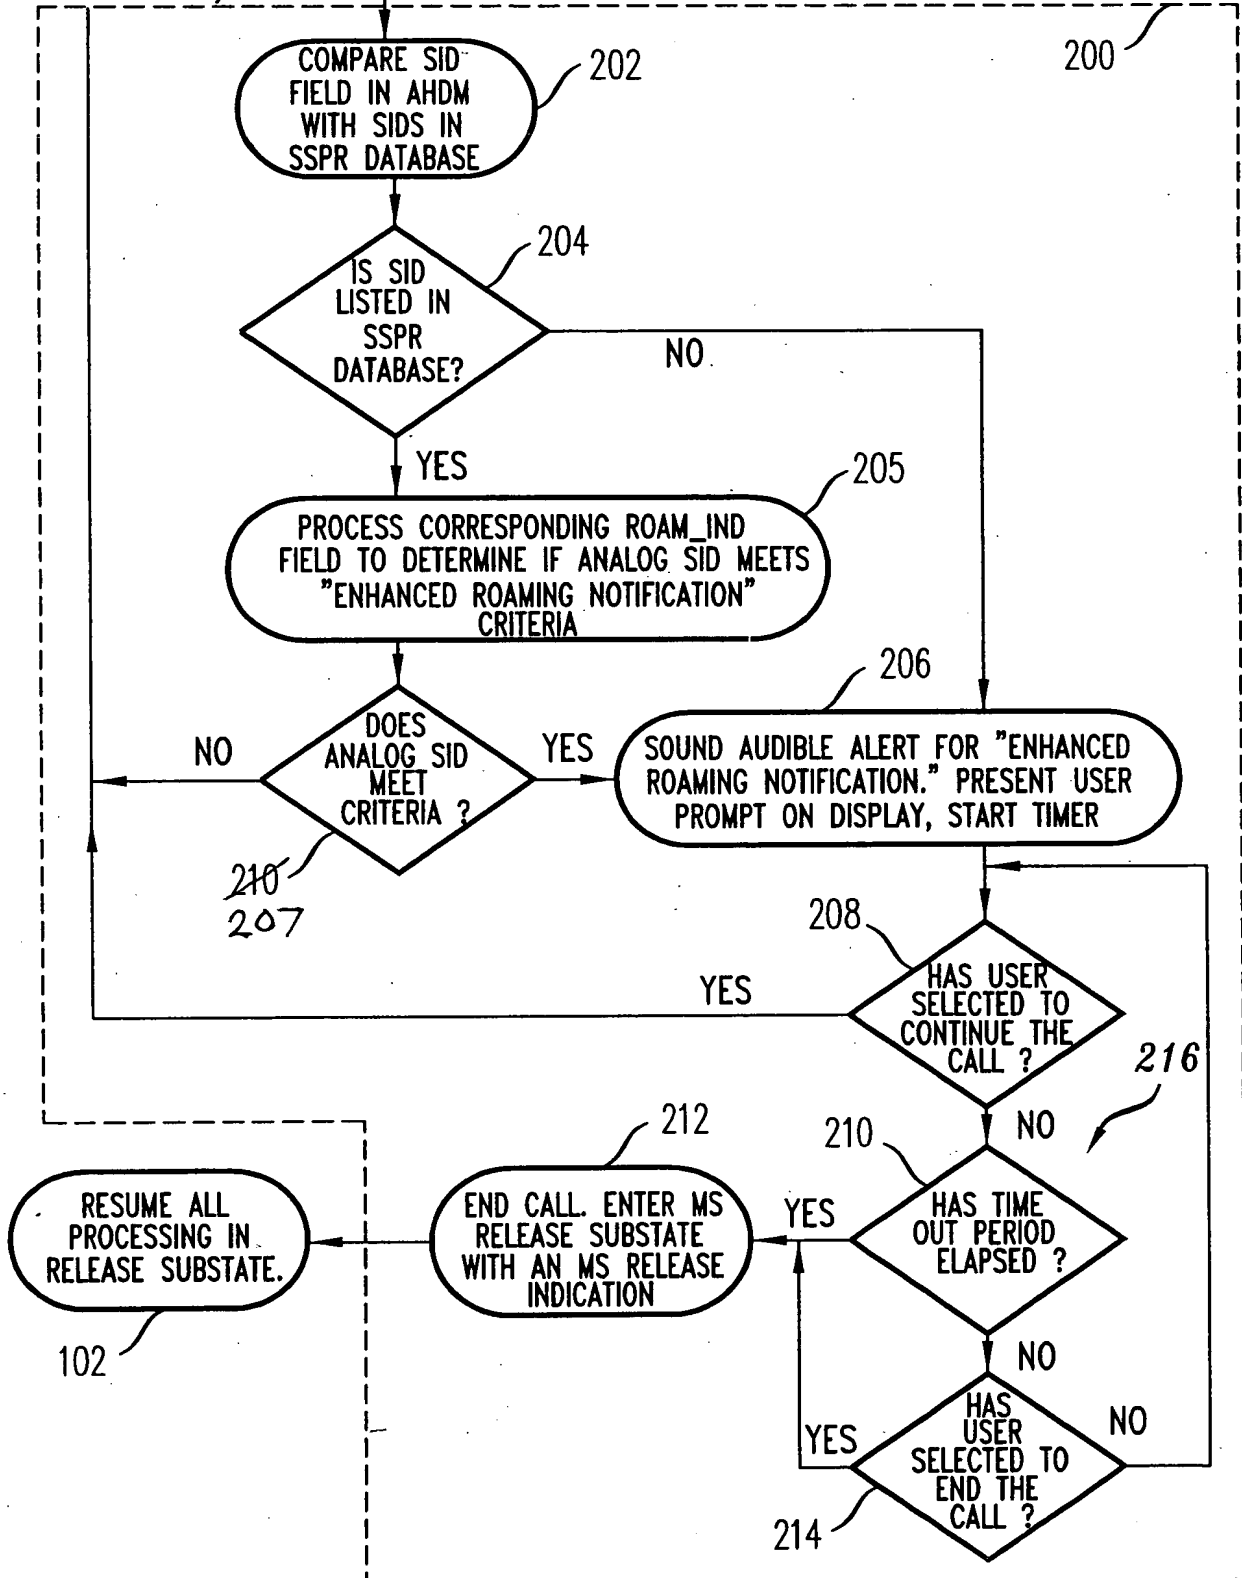 200
COMPARE SID
FIELD IN AHDM
WITH SIDS IN
SSPR DATABASE
202
204
IS SID
LISTED IN
SSPR
DATABASE?
NO
YES
205
PROCESS CORRESPONDING ROAM_IND
FIELD TO DETERMINE IF ANALOG SID MEETS
"ENHANCED ROAMING NOTIFICATION"
CRITERIA
206
DOES
ANALOG SID
MEET
CRITERIA ?
NO
YES
210
207
SOUND AUDIBLE ALERT FOR "ENHANCED
ROAMING NOTIFICATION." PRESENT USER
PROMPT ON DISPLAY, START TIMER
208
HAS USER
SELECTED TO
CONTINUE THE
CALL ?
YES
NO
216
210
HAS TIME
OUT PERIOD
ELAPSED ?
YES
NO
212
END CALL. ENTER MS
RELEASE SUBSTATE
WITH AN MS RELEASE
INDICATION
RESUME ALL
PROCESSING IN
RELEASE SUBSTATE.
102
HAS
USER
SELECTED TO
END THE
CALL ?
YES
NO
214